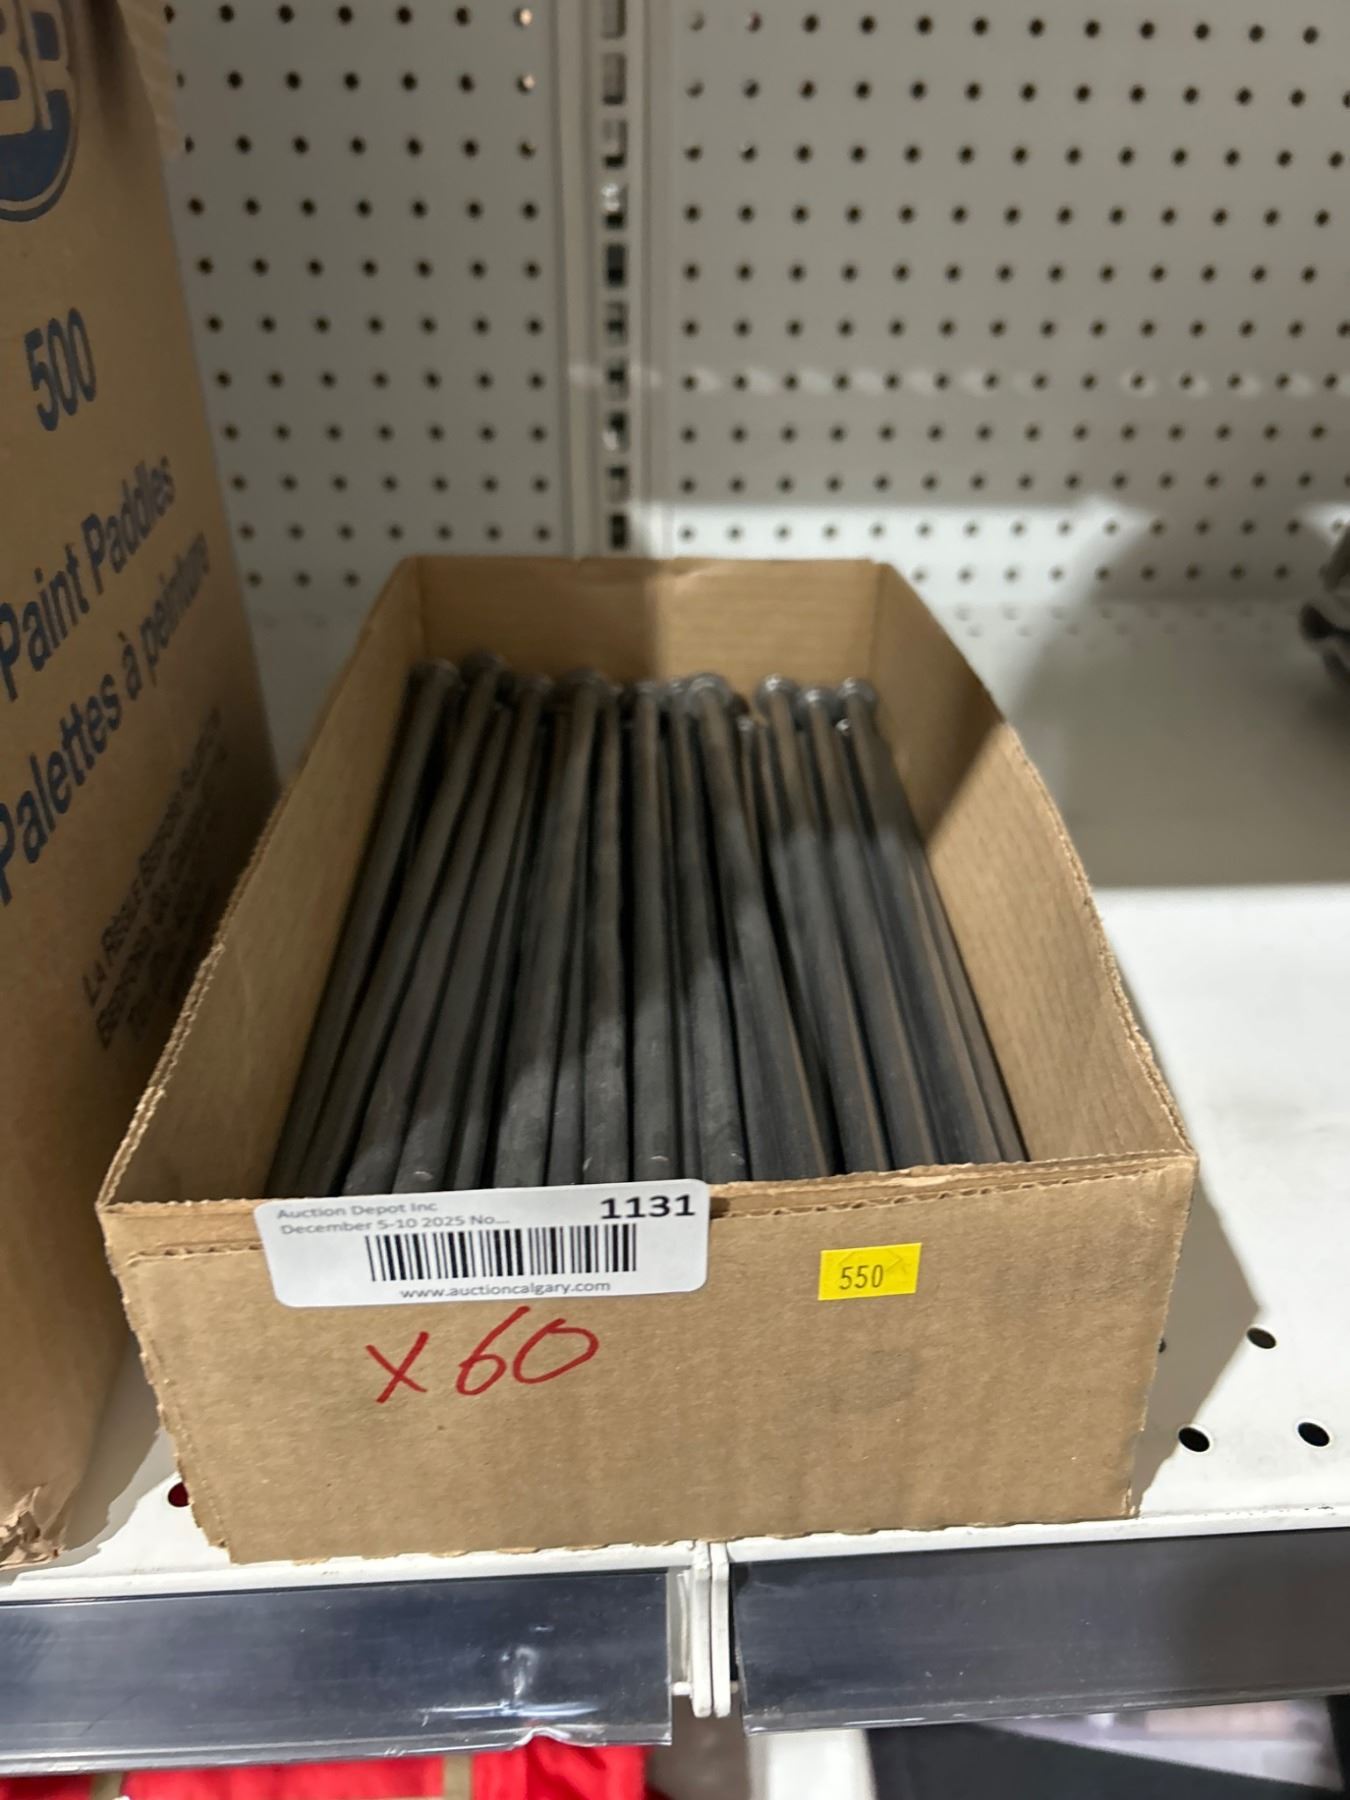 BR
500
Paint Paddles
Palettes à peinture
Auction Depot Inc
1131
December 5-10 2025 No...
www.auctioncalgary.com
550
x 60